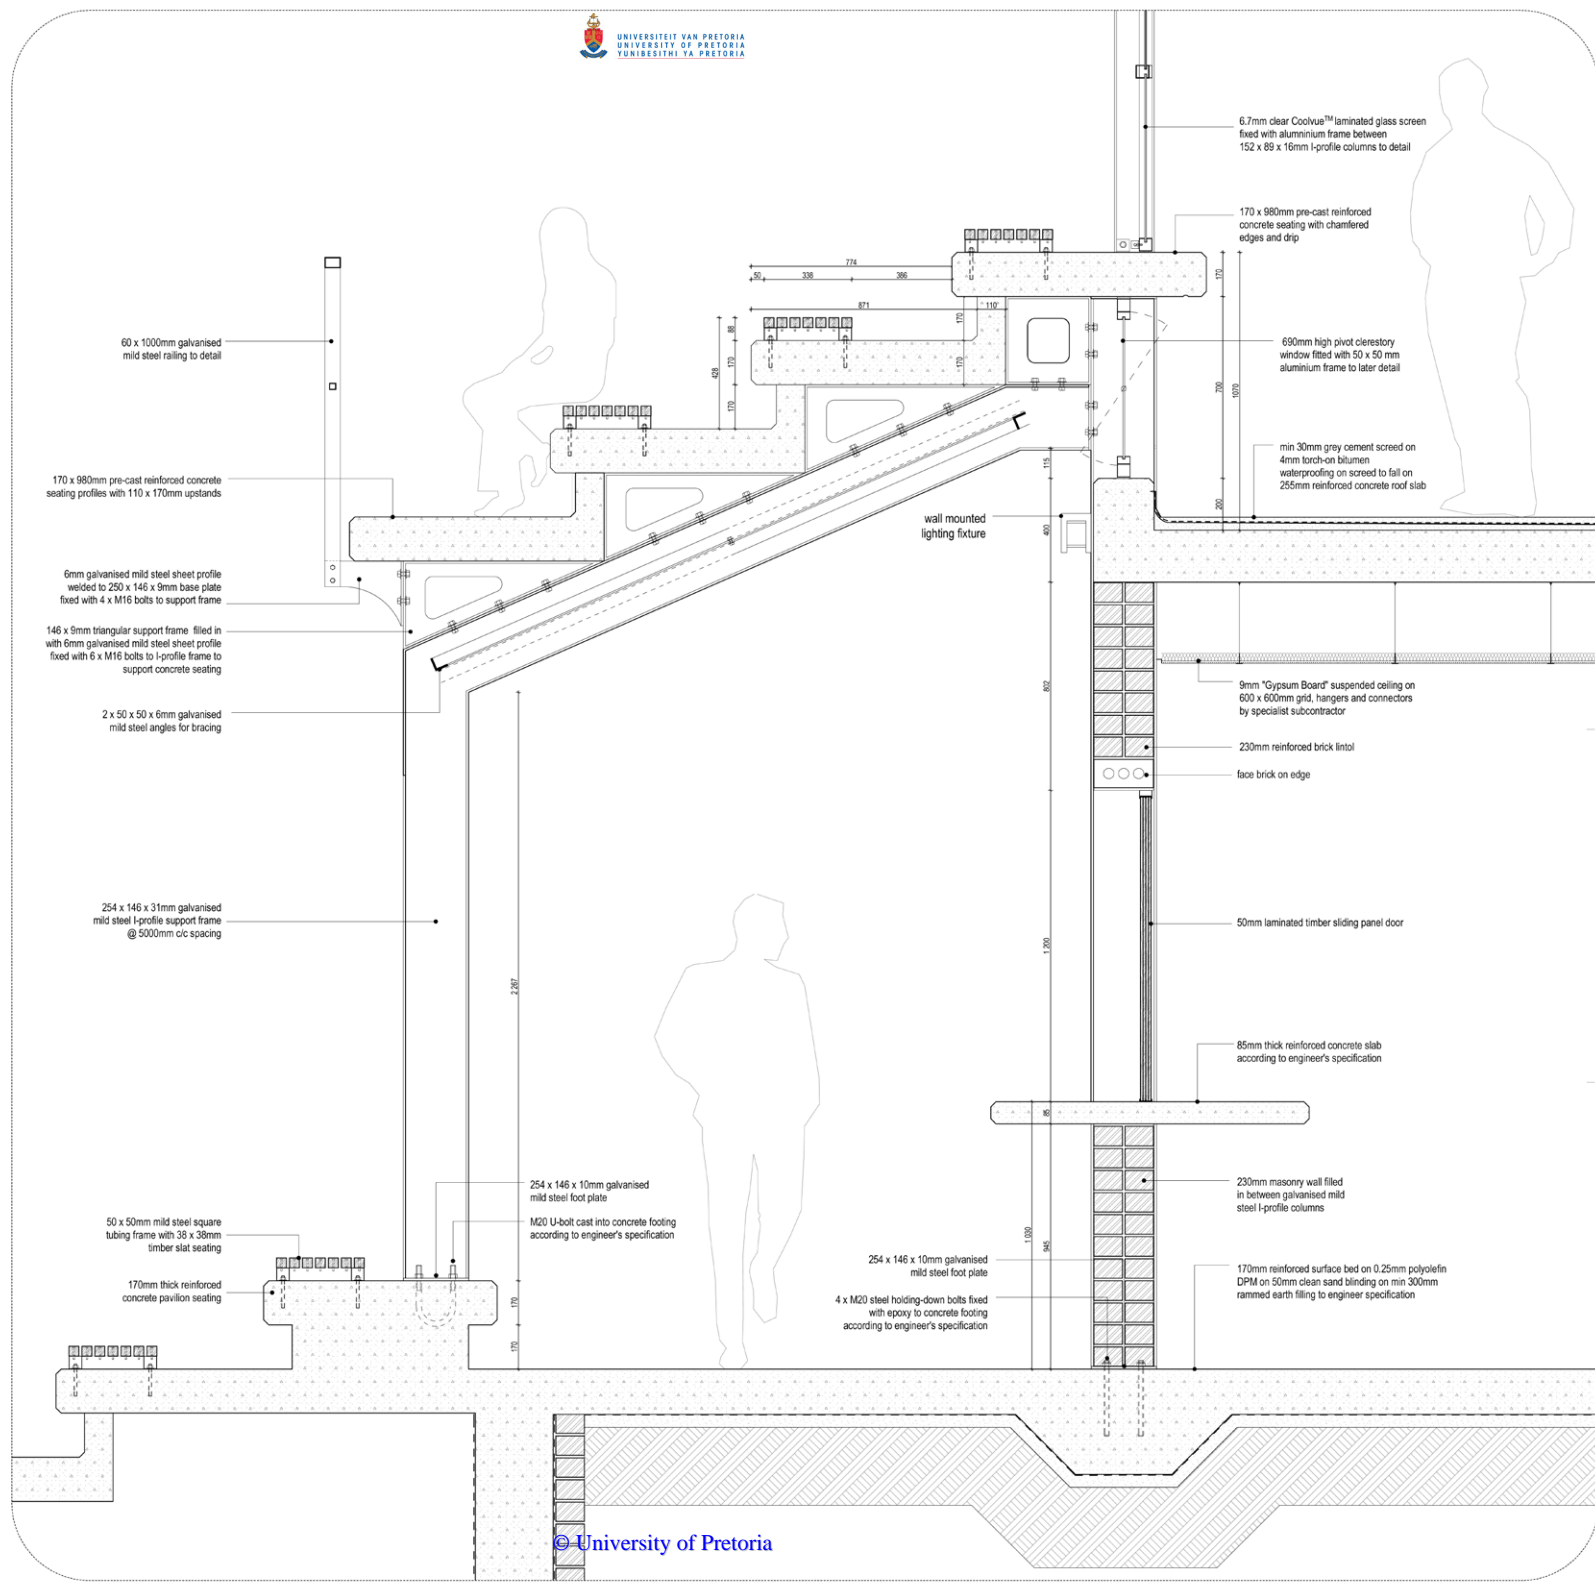 UNIVERSITEIT VAN PRETORIA
UNIVERSITY OF PRETORIA
YUNIBESITHI YA PRETORIA
6.7mm clear Coolvue™ laminated glass screen
fixed with alumninium frame between
152 x 89 x 16mm I-profile columns to detail
170 x 980mm pre-cast reinforced
concrete seating with chamfered
edges and drip
774
50
338
386
871
110
170
170
88
170
170
428
170
700
1070
200
60 x 1000mm galvanised
mild steel railing to detail
690mm high pivot clerestory
window fitted with 50 x 50 mm
aluminium frame to later detail
min 30mm grey cement screed on
4mm torch-on bitumen
waterproofing on screed to fall on
255mm reinforced concrete roof slab
170 x 980mm pre-cast reinforced concrete
seating profiles with 110 x 170mm upstands
wall mounted
lighting fixture
115
400
802
1 200
85
945
1 030
6mm galvanised mild steel sheet profile
welded to 250 x 146 x 9mm base plate
fixed with 4 x M16 bolts to support frame
146 x 9mm triangular support frame filled in
with 6mm galvanised mild steel sheet profile
fixed with 6 x M16 bolts to I-profile frame to
support concrete seating
2 x 50 x 50 x 6mm galvanised
mild steel angles for bracing
9mm "Gypsum Board" suspended ceiling on
600 x 600mm grid, hangers and connectors
by specialist subcontractor
230mm reinforced brick lintol
face brick on edge
254 x 146 x 31mm galvanised
mild steel I-profile support frame
@ 5000mm c/c spacing
2 267
50mm laminated timber sliding panel door
85mm thick reinforced concrete slab
according to engineer's specification
254 x 146 x 10mm galvanised
mild steel foot plate
M20 U-bolt cast into concrete footing
according to engineer's specification
230mm masonry wall filled
in between galvanised mild
steel I-profile columns
50 x 50mm mild steel square
tubing frame with 38 x 38mm
timber slat seating
170mm thick reinforced
concrete pavilion seating
170
170
254 x 146 x 10mm galvanised
mild steel foot plate
4 x M20 steel holding-down bolts fixed
with epoxy to concrete footing
according to engineer's specification
170mm reinforced surface bed on 0.25mm polyolefin
DPM on 50mm clean sand blinding on min 300mm
rammed earth filling to engineer specification
© University of Pretoria